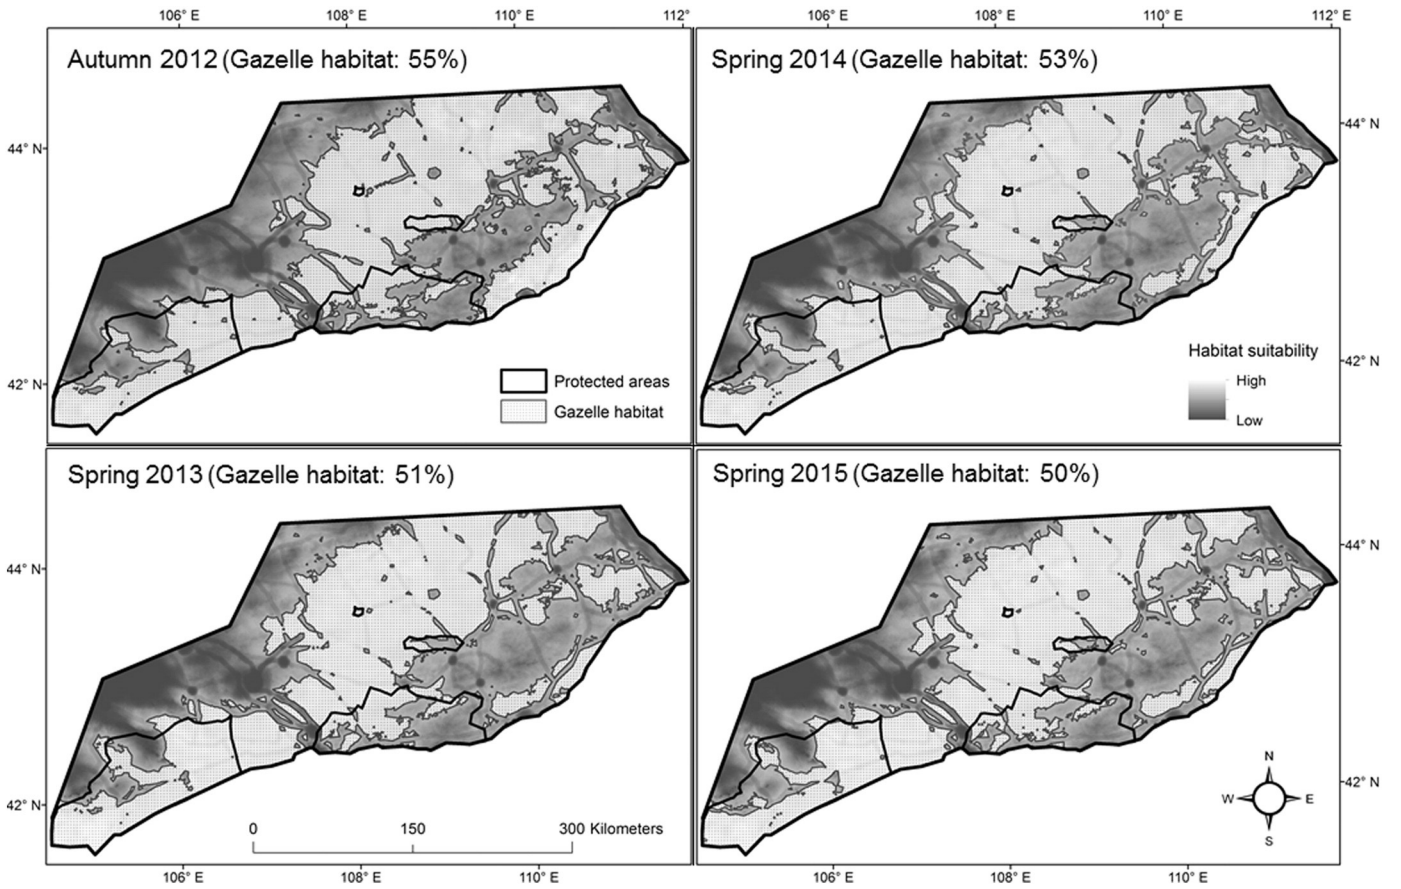 106° E 108° E 110° E 112° 106° E 108° E 110° E 112° E
Autumn 2012 (Gazelle habitat: 55%)
Spring 2014 (Gazelle habitat: 53%)
44° N
44° N
Habitat suitability
High
Low
42° N
42° N
Protected areas
Gazelle habitat
Spring 2013 (Gazelle habitat: 51%)
Spring 2015 (Gazelle habitat: 50%)
44° N
44° N
42° N
42° N
0 150 300 Kilometers
N
W E
S
106° E 108° E 110° E 106° E 108° E 110° E